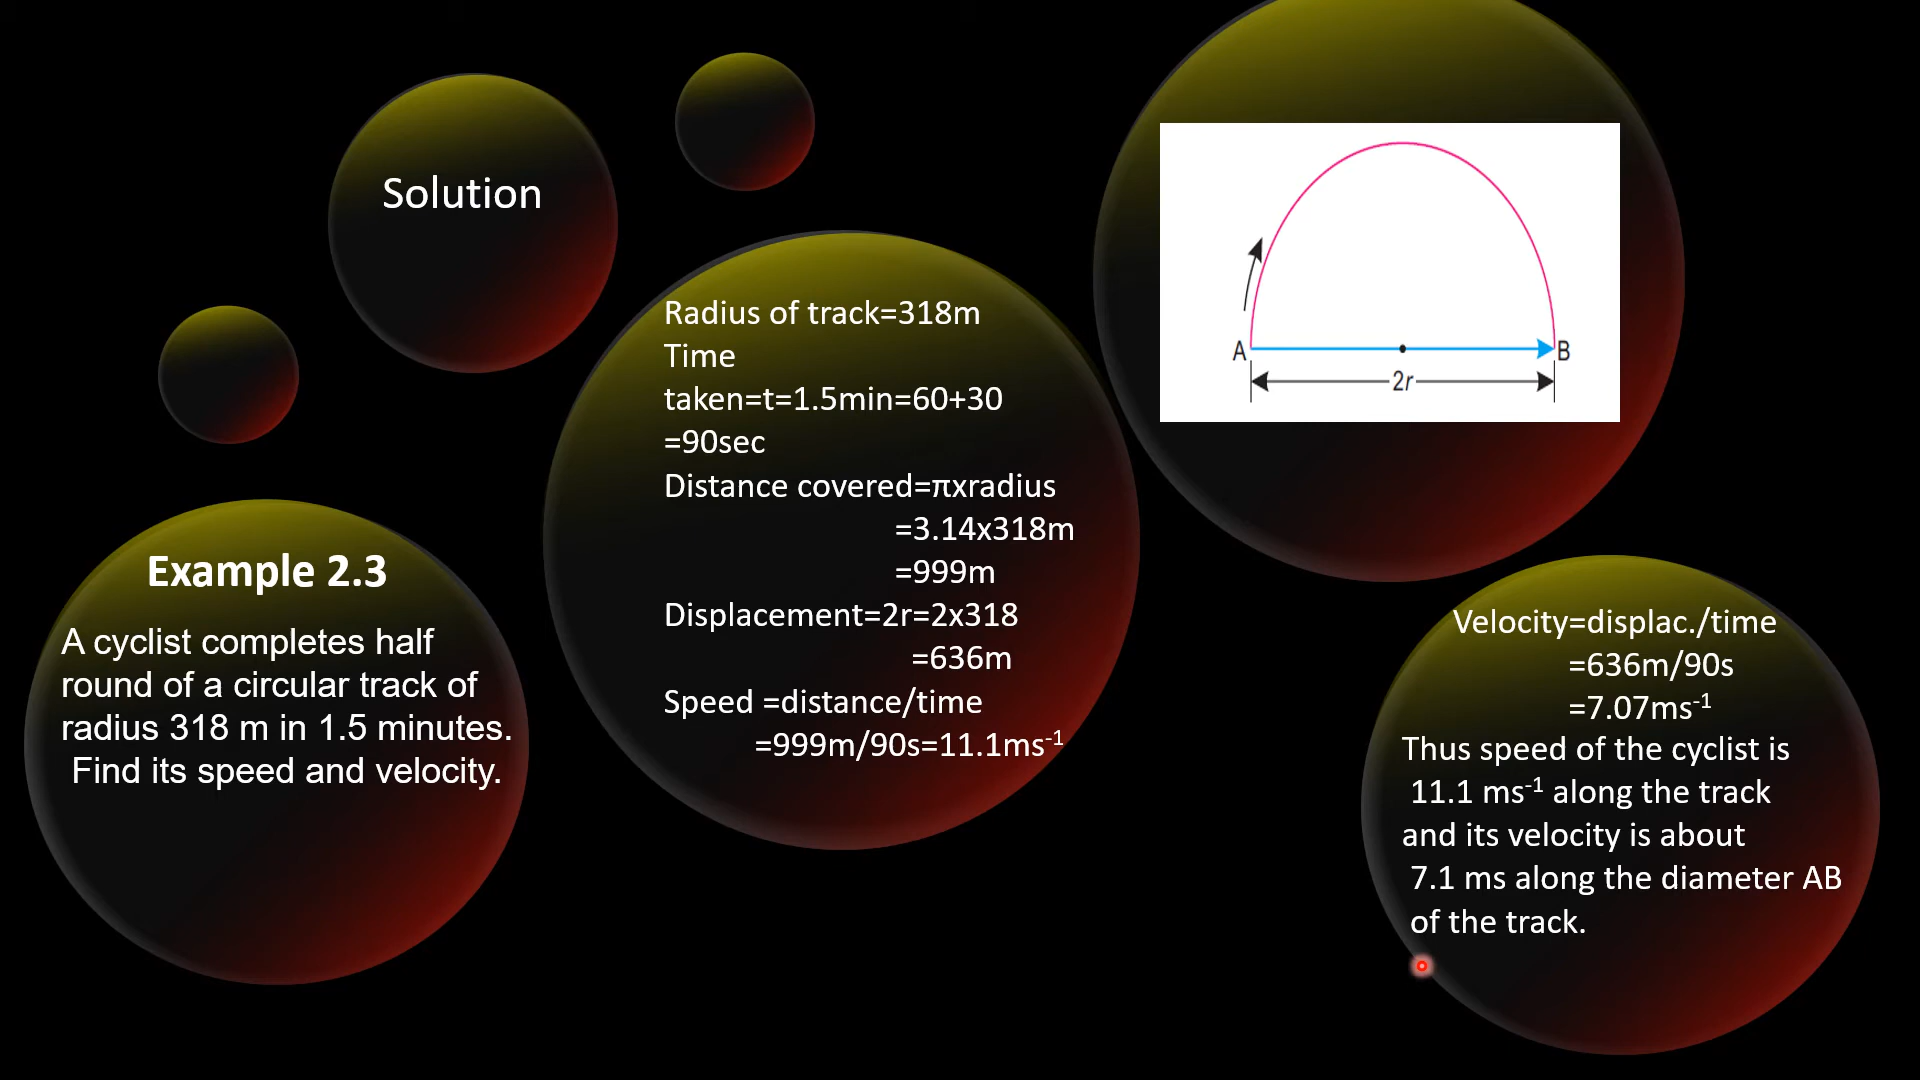 Solution
Example 2.3
A cyclist completes half
round of a circular track of
radius 318 m in 1.5 minutes.
Find its speed and velocity.
Radius of track=318m
Time
taken=t=1.5min=60+30
=90sec
Distance covered=πxradius
=3.14x318m
=999m
Displacement=2r=2x318
=636m
Speed =distance/time
=999m/90s=11.1ms⁻¹
A
B
2r
Velocity=displac./time
=636m/90s
=7.07ms⁻¹
Thus speed of the cyclist is
11.1 ms⁻¹ along the track
and its velocity is about
7.1 ms along the diameter AB
of the track.